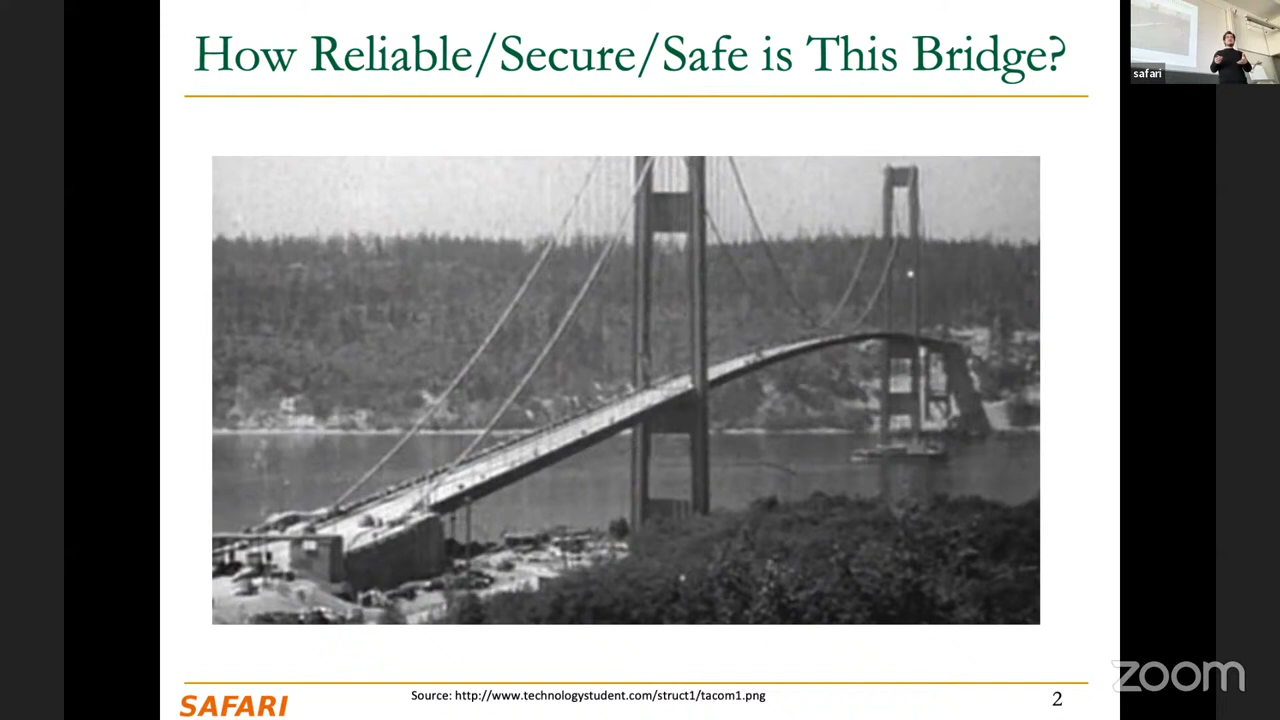 How Reliable/Secure/Safe is This Bridge?
safari
Source: http://www.technologystudent.com/struct1/tacom1.png
2
SAFARI
zoom